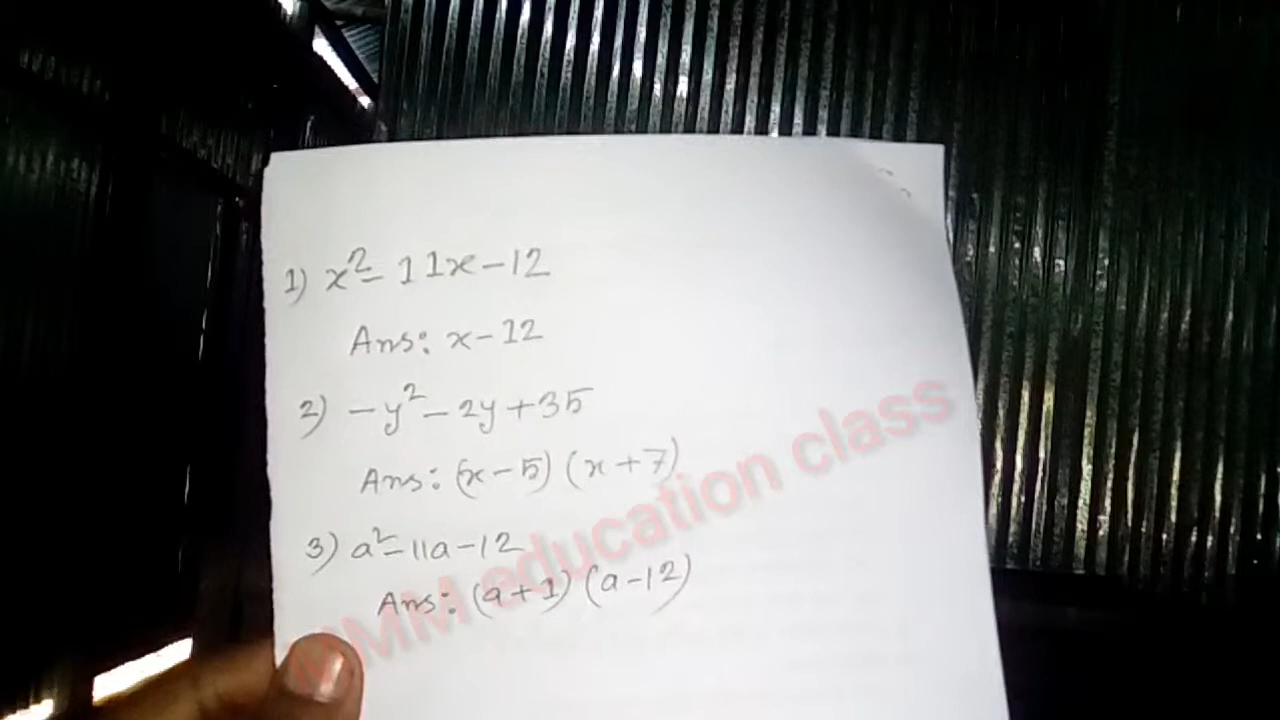 1) x² - 11x - 12
Ans: x - 12
2) - y² - 2y + 35
Ans: (x - 5) (x + 7)
3) a² - 11a - 12
Ans: (a + 1) (a - 12)
MMM education class